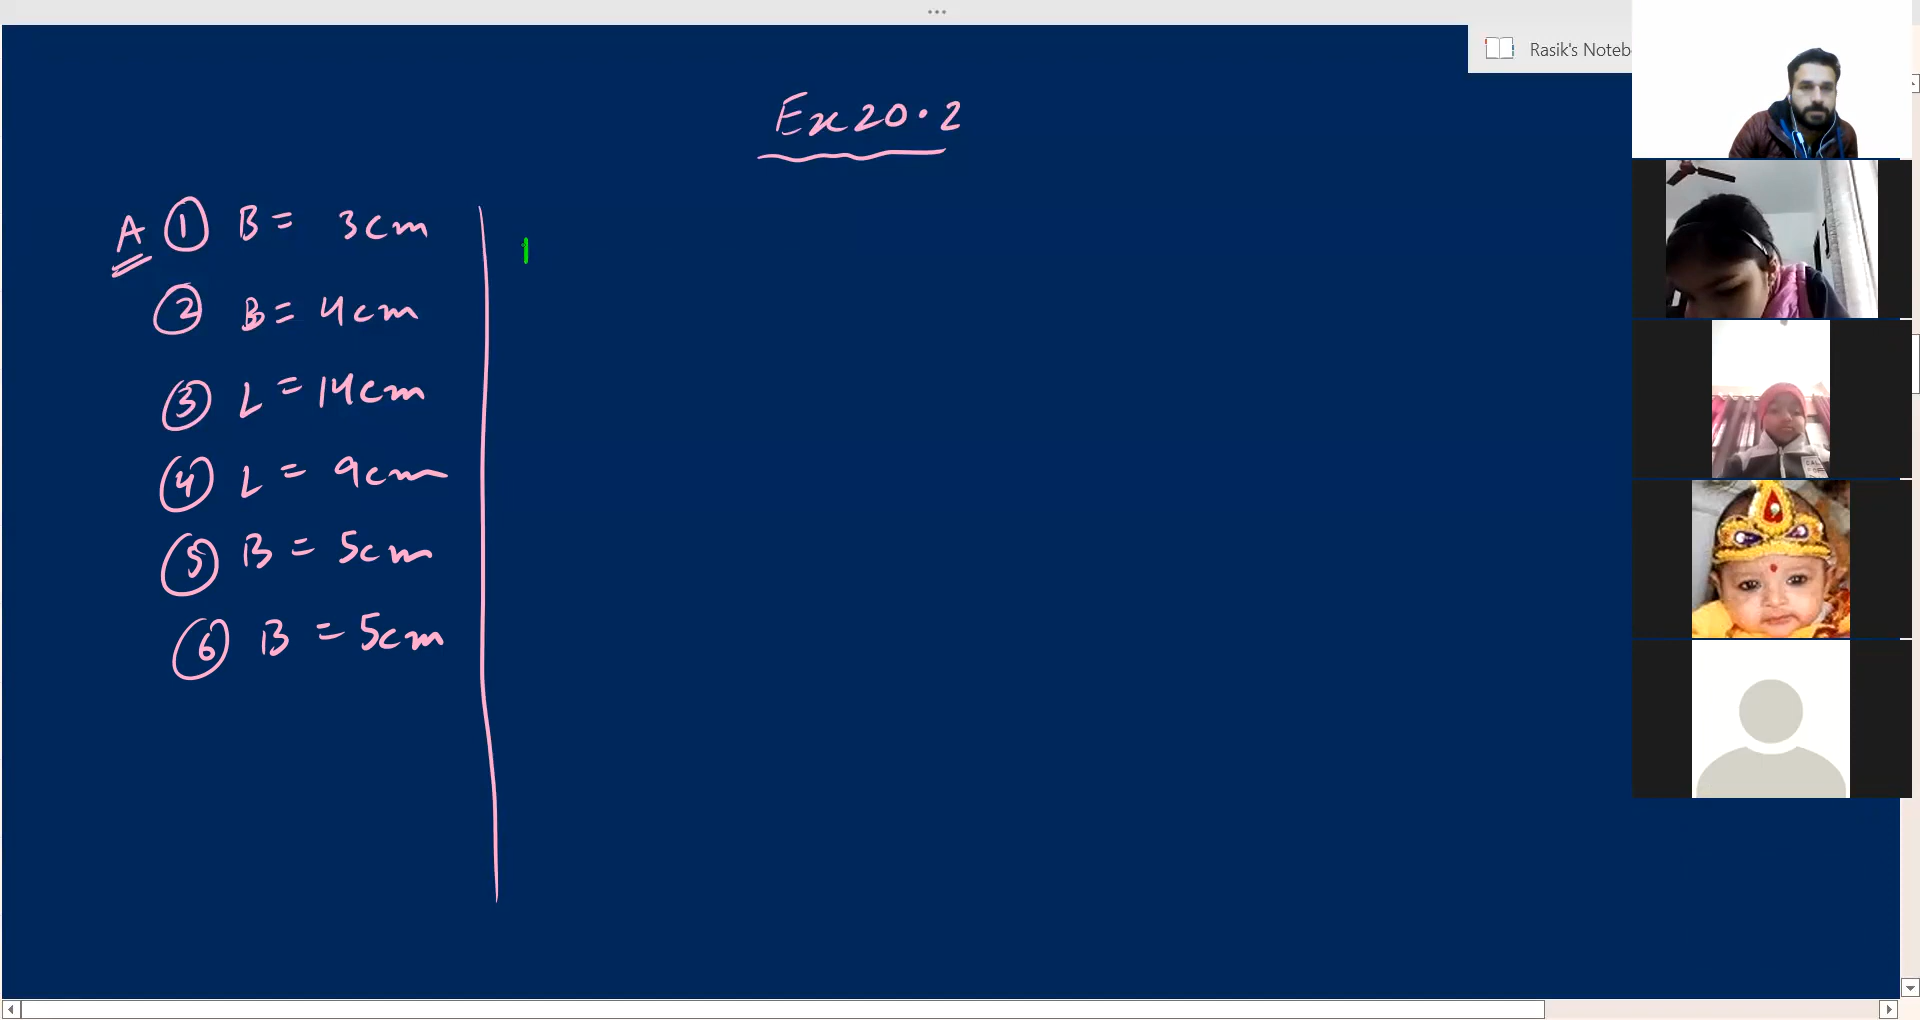 Rasik's Noteb
Ex 20.2
A ① B = 3cm
② B = 4cm
③ L = 14cm
④ L = 9cm
⑤ B = 5cm
⑥ B = 5cm